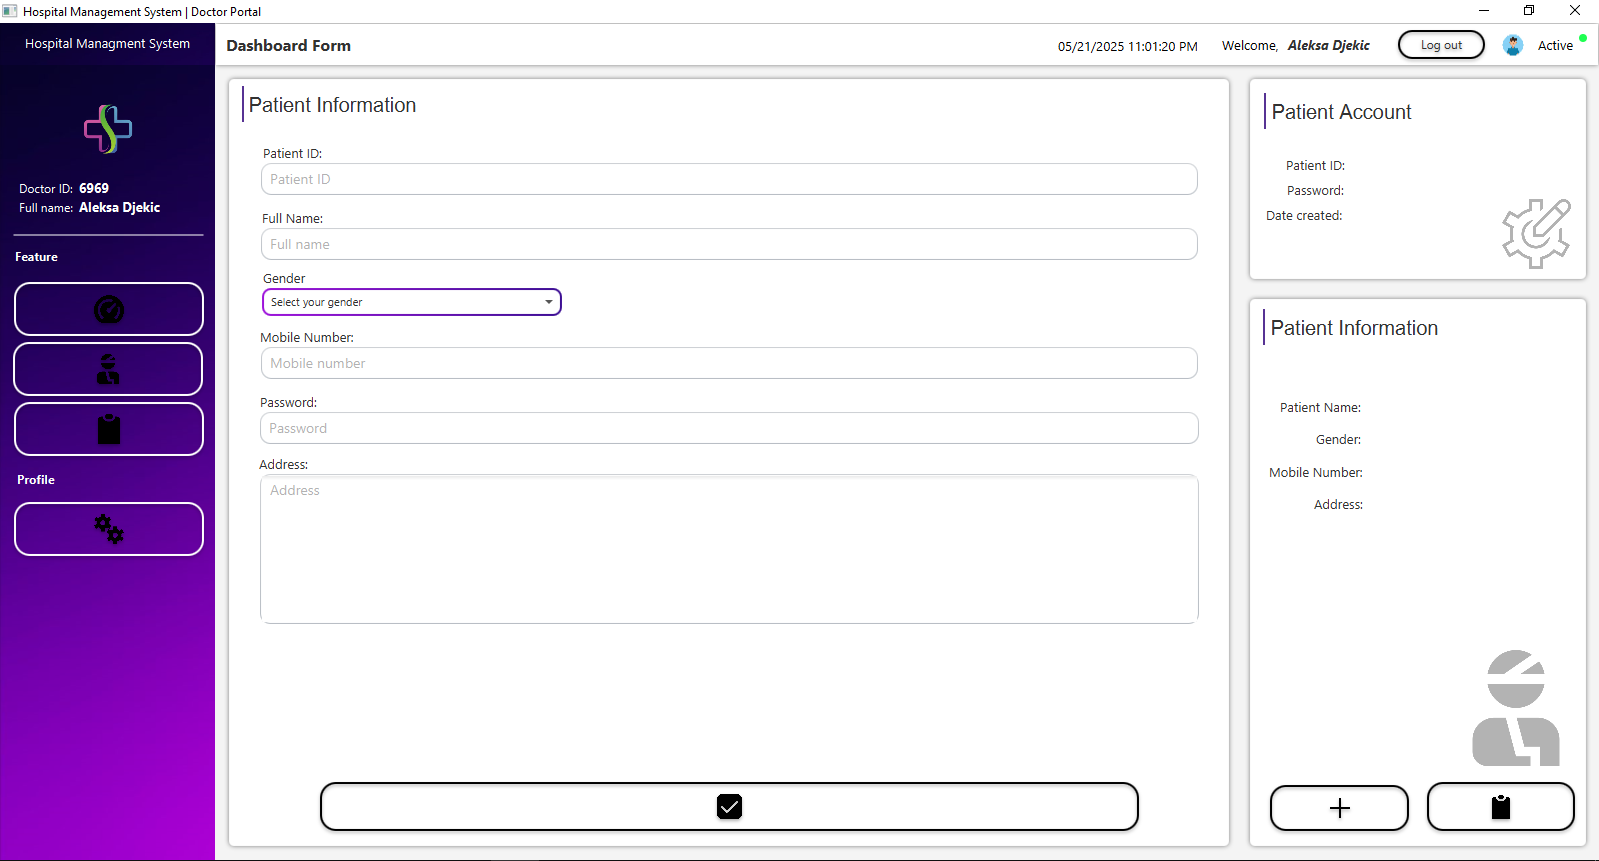 Hospital Management System | Doctor Portal
Hospital Managment System
Dashboard Form
05/21/2025 11:01:20 PM
Welcome, Aleksa Djekic
Log out
Active
Doctor ID: 6969
Full name: Aleksa Djekic
Feature
Profile
Patient Information
Patient ID:
Patient ID
Full Name:
Full name
Gender
Select your gender
Mobile Number:
Mobile number
Password:
Password
Address:
Address
Patient Account
Patient ID:
Password:
Date created:
Patient Information
Patient Name:
Gender:
Mobile Number:
Address: